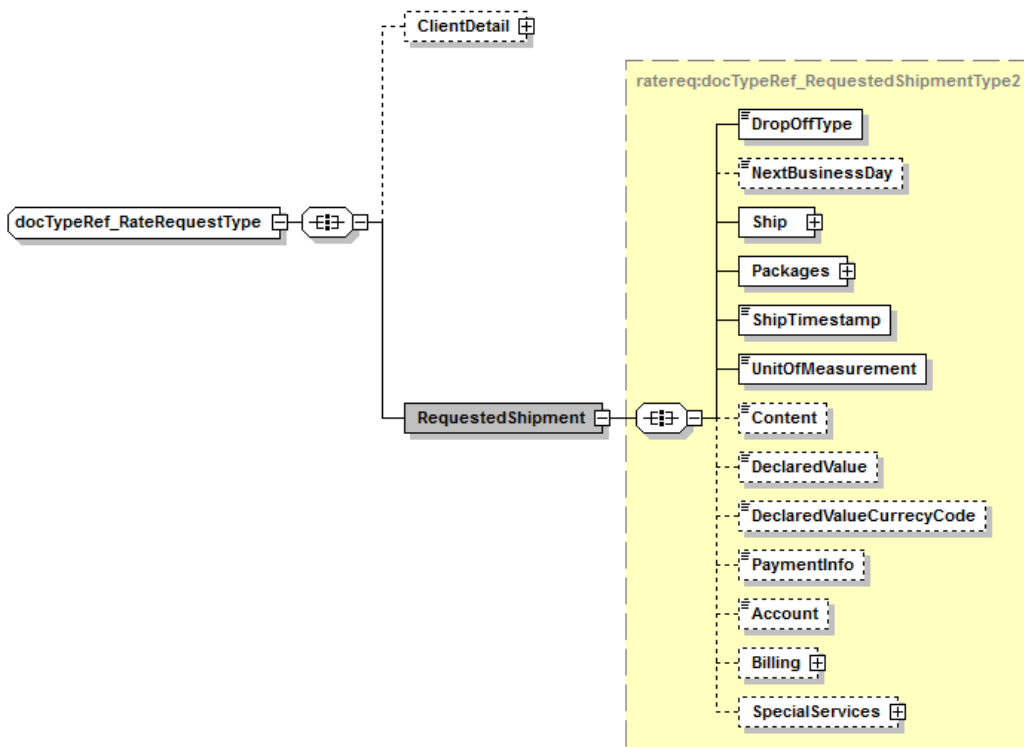 ClientDetail
ratereq:docTypeRef_RequestedShipmentType2
DropOffType
NextBusinessDay
docTypeRef_RateRequestType
Ship
Packages
ShipTimestamp
UnitOfMeasurement
RequestedShipment
Content
DeclaredValue
DeclaredValueCurrecyCode
PaymentInfo
Account
Billing
SpecialServices